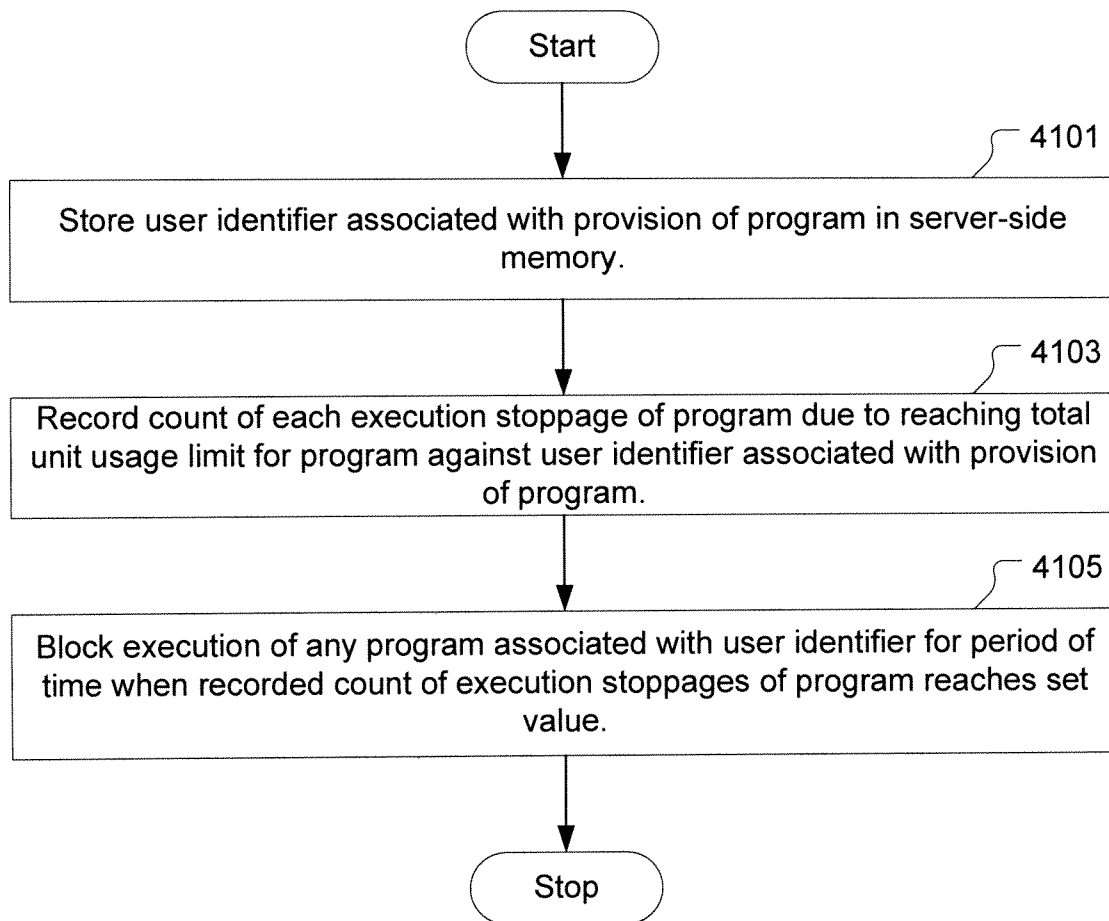 Start
4101
Store user identifier associated with provision of program in server-side
memory.
4103
Record count of each execution stoppage of program due to reaching total
unit usage limit for program against user identifier associated with provision
of program.
4105
Block execution of any program associated with user identifier for period of
time when recorded count of execution stoppages of program reaches set
value.
Stop